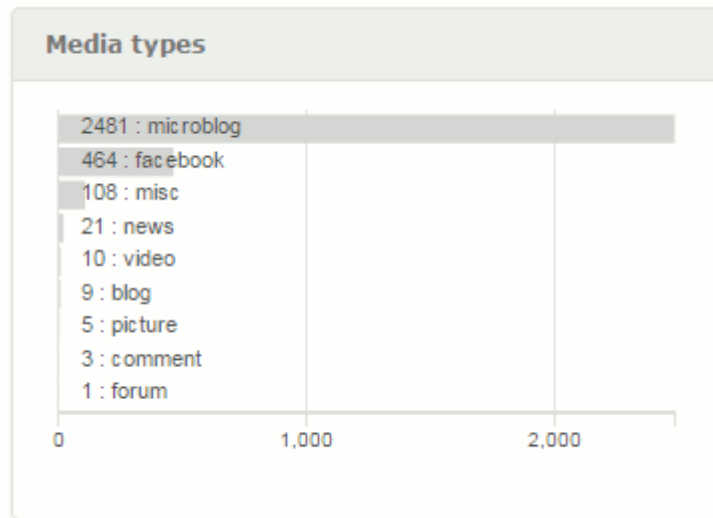 Media types
2481 : microblog
464 : facebook
108 : misc
21 : news
10 : video
9 : blog
5 : picture
3 : comment
1 : forum
0 1,000 2,000